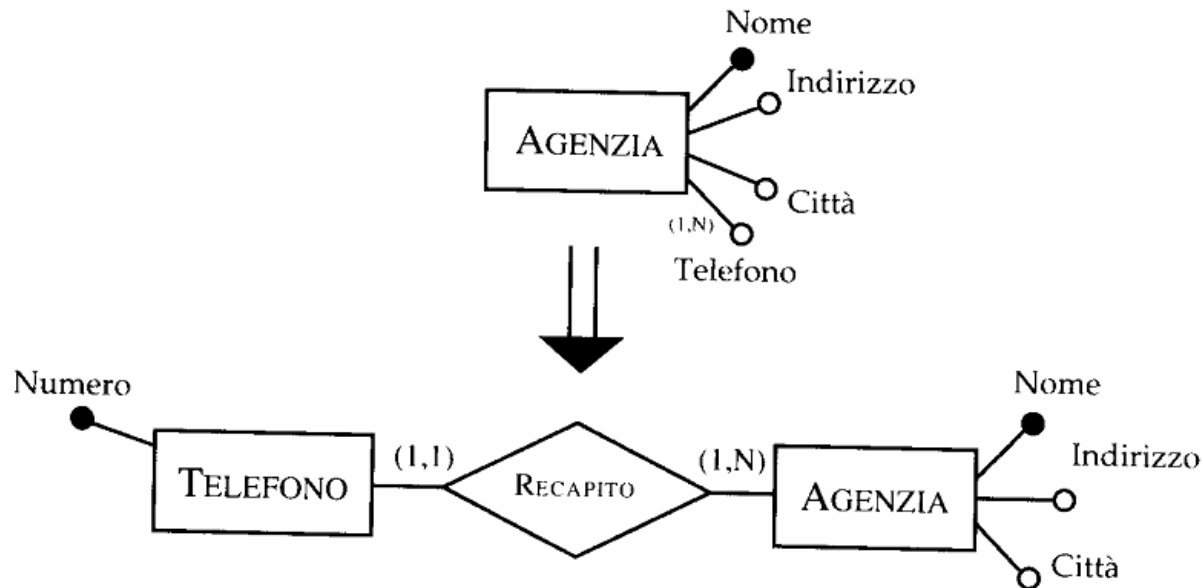 Nome
Indirizzo
AGENZIA
Città
(1,N)
Telefono
Numero
Nome
(1,1)
(1,N)
Indirizzo
TELEFONO
RECAPITO
AGENZIA
Città